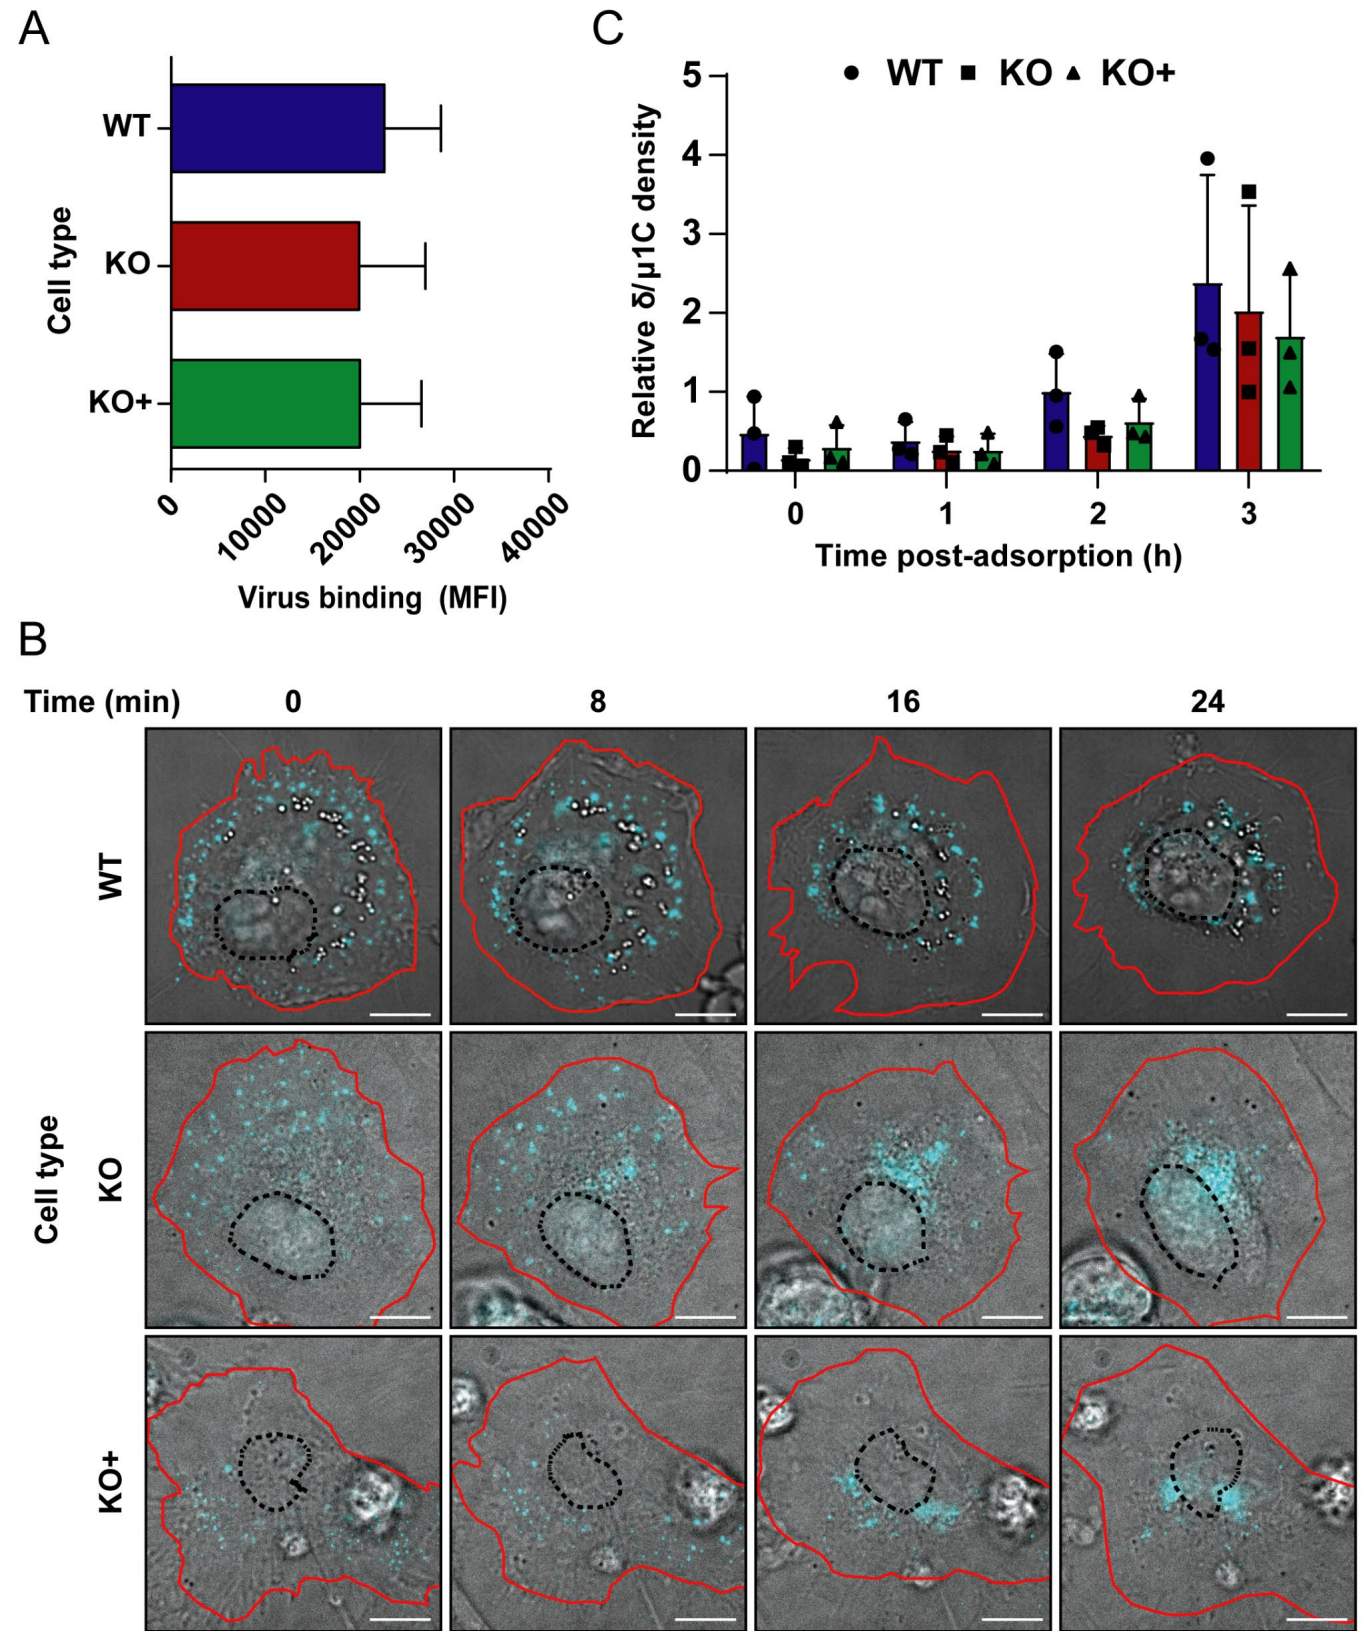 A
WT
KO
KO+
Cell type
0
10000
20000
30000
40000
Virus binding (MFI)
C
WT KO KO+
5
4
3
2
1
0
Relative δ/µ1C density
0 1 2 3
Time post-adsorption (h)
B
Time (min) 0 8 16 24
WT
Cell type
KO
KO+